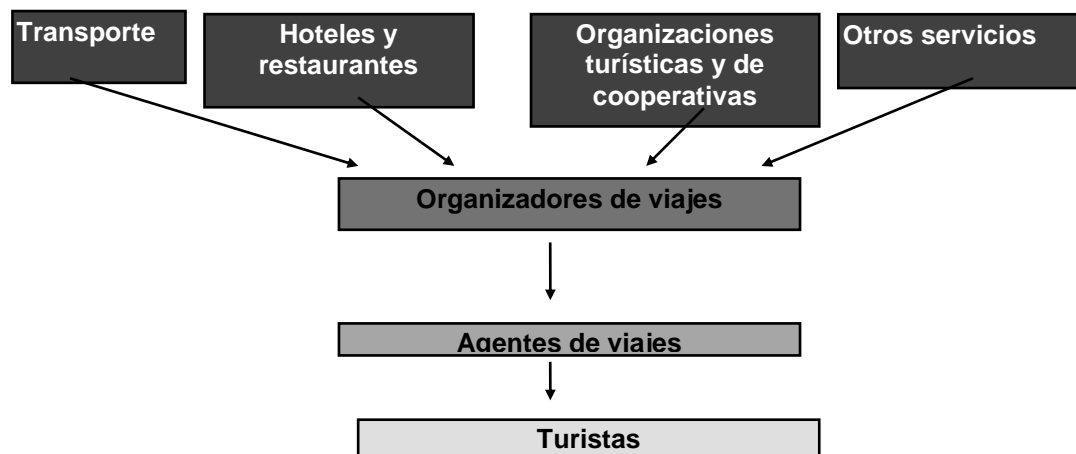 Transporte
Hoteles y
restaurantes
Organizaciones
turísticas y de
cooperativas
Otros servicios
Organizadores de viajes
Agentes de viajes
Turistas